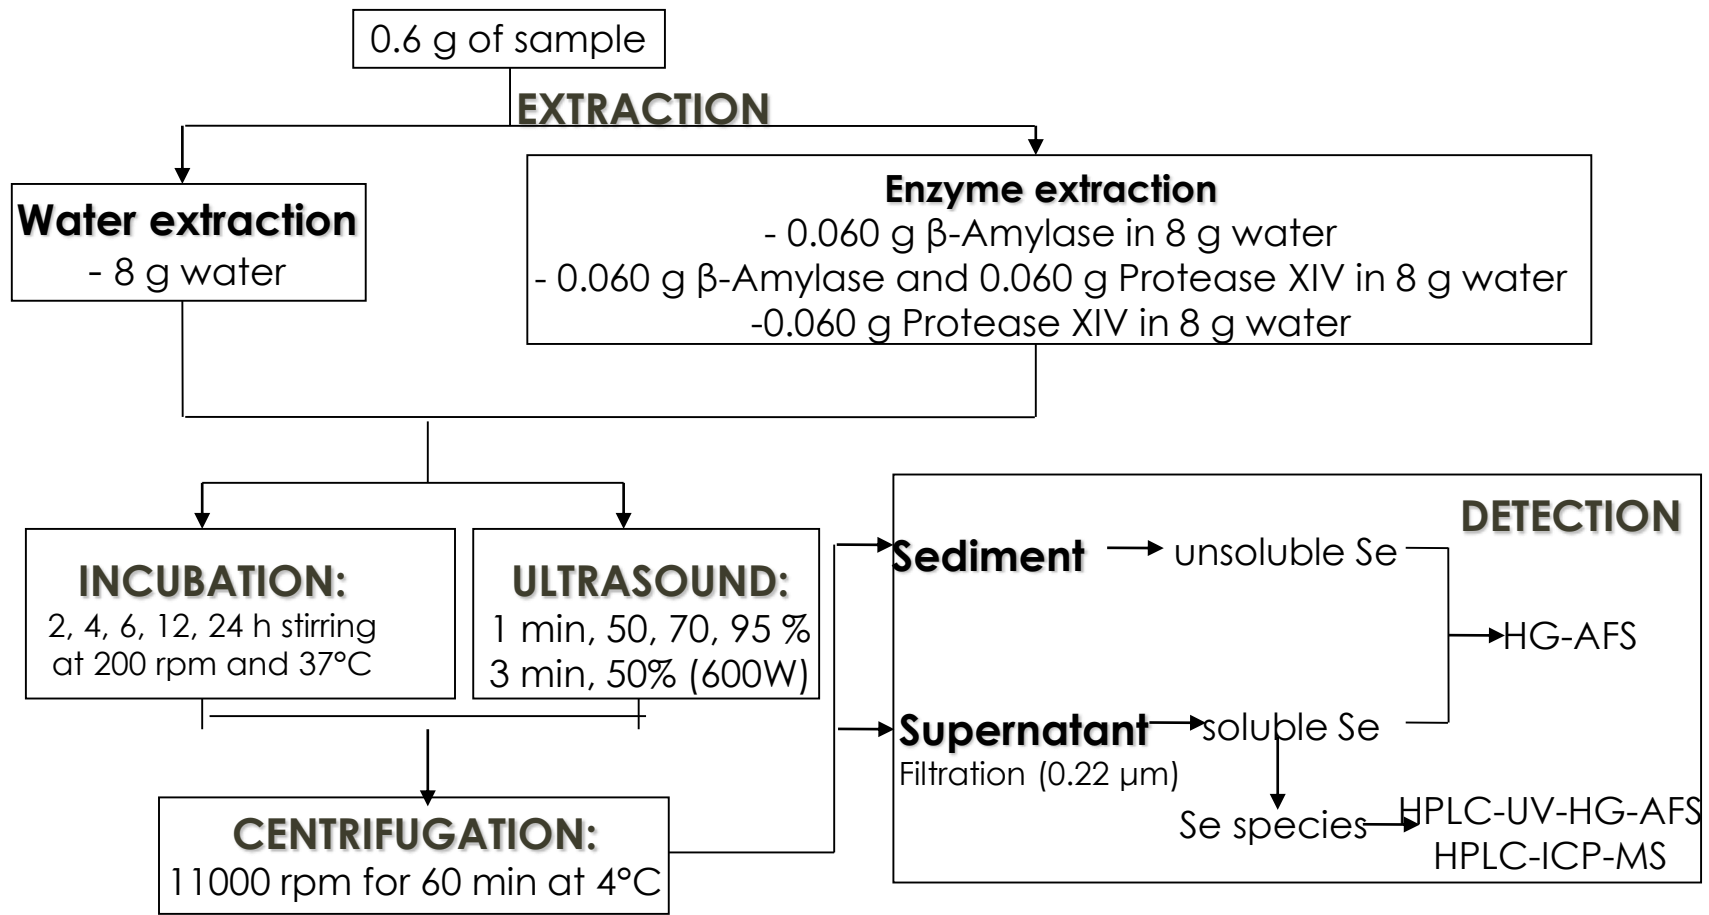 0.6 g of sample
EXTRACTION
Water extraction
- 8 g water
Enzyme extraction
- 0.060 g β-Amylase in 8 g water
- 0.060 g β-Amylase and 0.060 g Protease XIV in 8 g water
-0.060 g Protease XIV in 8 g water
INCUBATION:
2, 4, 6, 12, 24 h stirring
at 200 rpm and 37°C
ULTRASOUND:
1 min, 50, 70, 95 %
3 min, 50% (600W)
CENTRIFUGATION:
11000 rpm for 60 min at 4°C
DETECTION
Sediment
unsoluble Se
HG-AFS
Supernatant
soluble Se
Filtration (0.22 µm)
Se species
HPLC-UV-HG-AFS
HPLC-ICP-MS